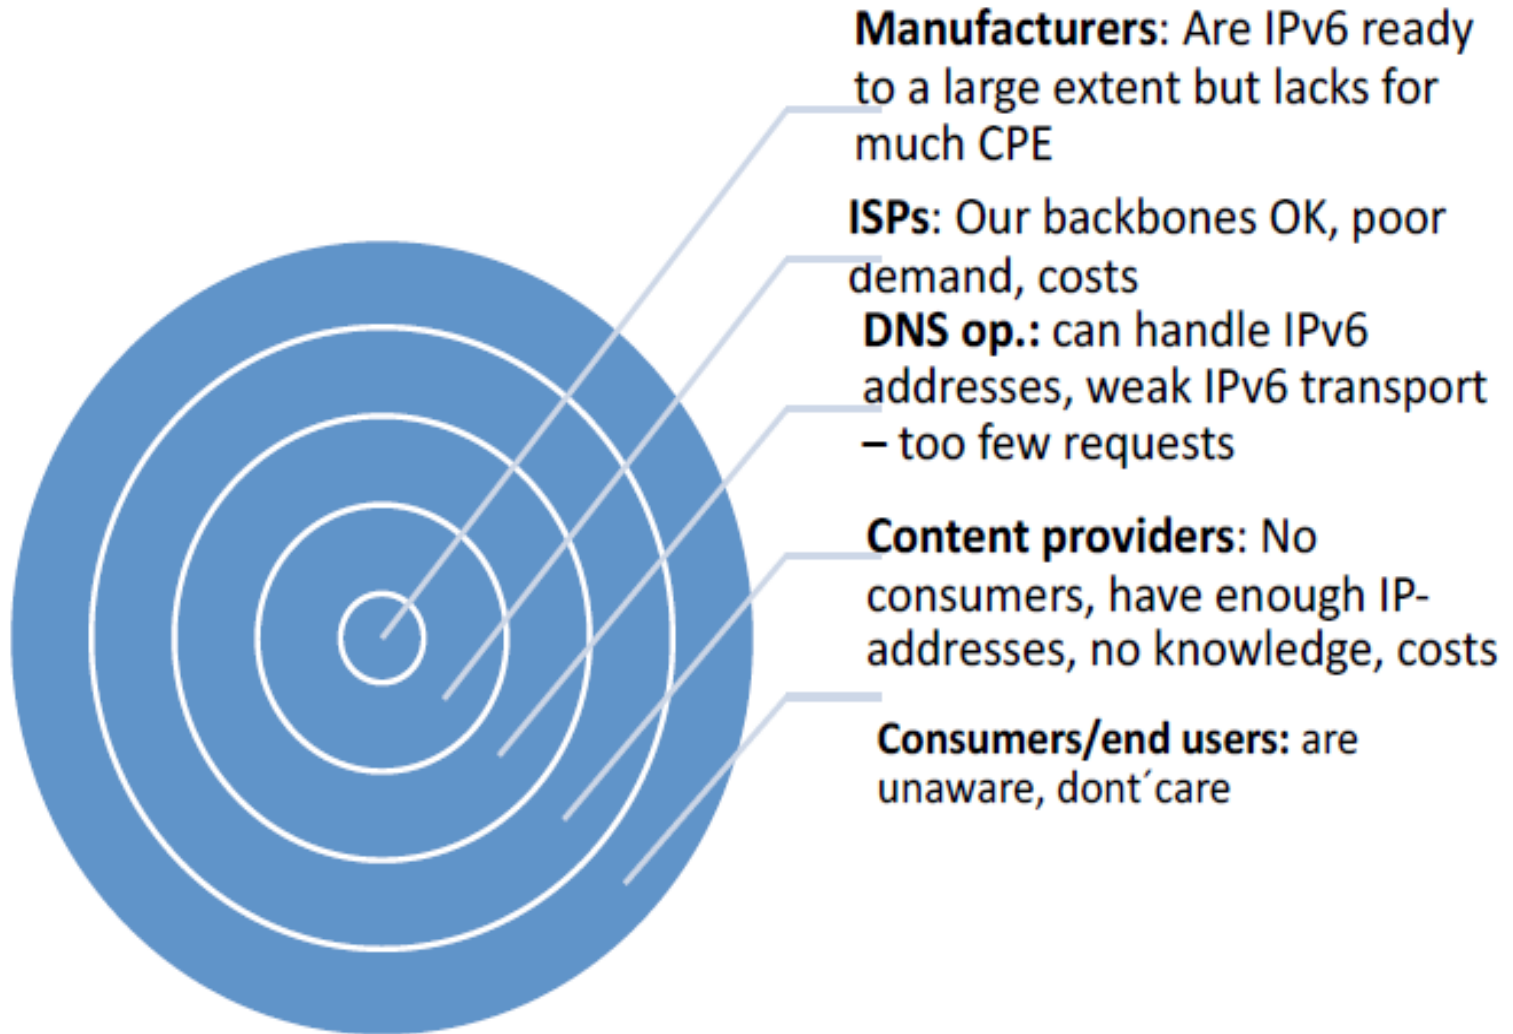 Manufacturers: Are IPv6 ready
to a large extent but lacks for
much CPE
ISPs: Our backbones OK, poor
demand, costs
DNS op.: can handle IPv6
addresses, weak IPv6 transport
– too few requests
Content providers: No
consumers, have enough IP-
addresses, no knowledge, costs
Consumers/end users: are
unaware, dont´care